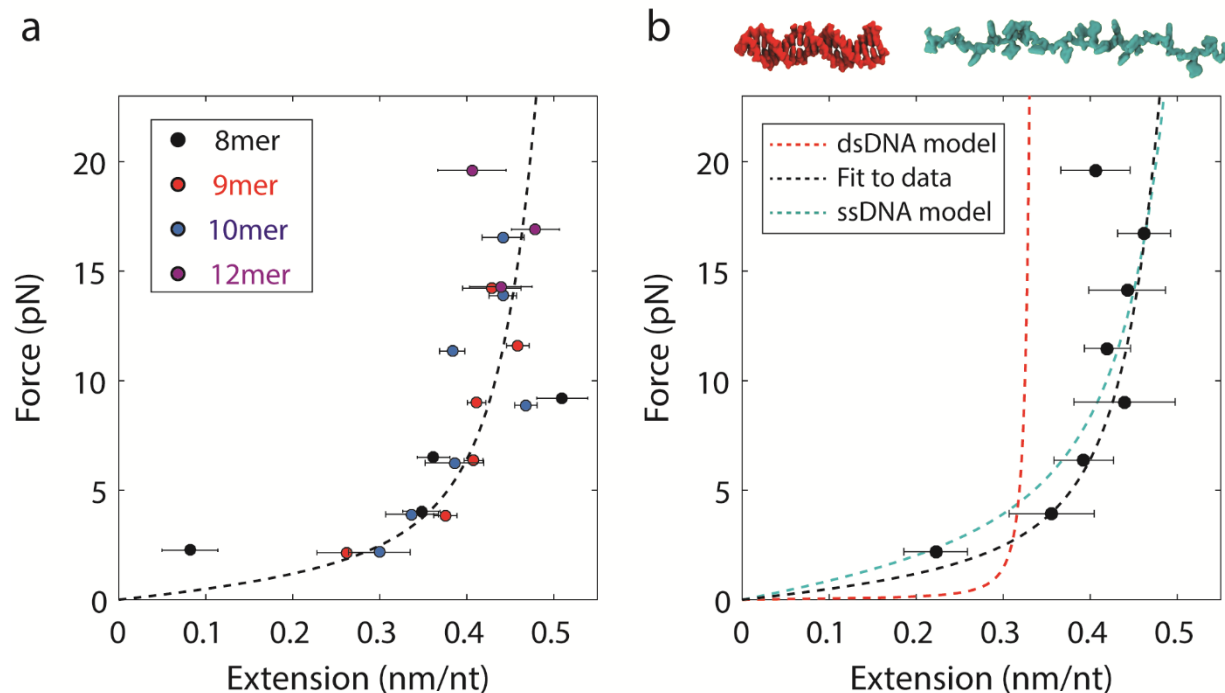 a
8mer
9mer
10mer
12mer
Force (pN)
0
5
10
15
20
0 0.1 0.2 0.3 0.4 0.5
Extension (nm/nt)
b
dsDNA model
Fit to data
ssDNA model
Force (pN)
0
5
10
15
20
0 0.1 0.2 0.3 0.4 0.5
Extension (nm/nt)